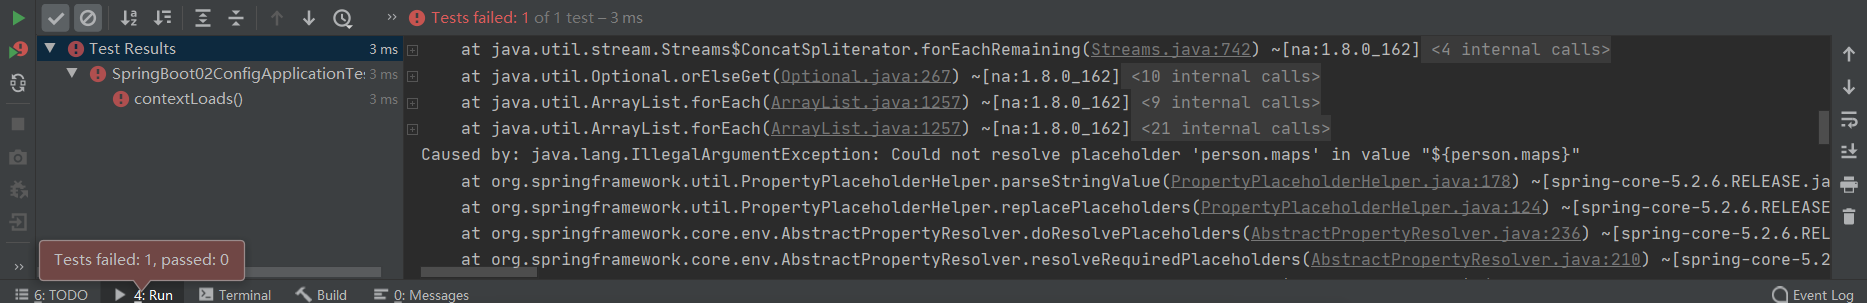 Tests failed: 1 of 1 test – 3 ms
Test Results 3 ms
SpringBoot02ConfigApplicationTe 3 ms
contextLoads() 3 ms
at java.util.stream.Streams$ConcatSpliterator.forEachRemaining(Streams.java:742) ~[na:1.8.0_162] <4 internal calls>
at java.util.Optional.orElseGet(Optional.java:267) ~[na:1.8.0_162] <10 internal calls>
at java.util.ArrayList.forEach(ArrayList.java:1257) ~[na:1.8.0_162] <9 internal calls>
at java.util.ArrayList.forEach(ArrayList.java:1257) ~[na:1.8.0_162] <21 internal calls>
Caused by: java.lang.IllegalArgumentException: Could not resolve placeholder 'person.maps' in value "${person.maps}"
at org.springframework.util.PropertyPlaceholderHelper.parseStringValue(PropertyPlaceholderHelper.java:178) ~[spring-core-5.2.6.RELEASE.ja
at org.springframework.util.PropertyPlaceholderHelper.replacePlaceholders(PropertyPlaceholderHelper.java:124) ~[spring-core-5.2.6.RELEASE
at org.springframework.core.env.AbstractPropertyResolver.doResolvePlaceholders(AbstractPropertyResolver.java:236) ~[spring-core-5.2.6.REL
at org.springframework.core.env.AbstractPropertyResolver.resolveRequiredPlaceholders(AbstractPropertyResolver.java:210) ~[spring-core-5.2
Tests failed: 1, passed: 0
6: TODO 4: Run Terminal Build 0: Messages Event Log